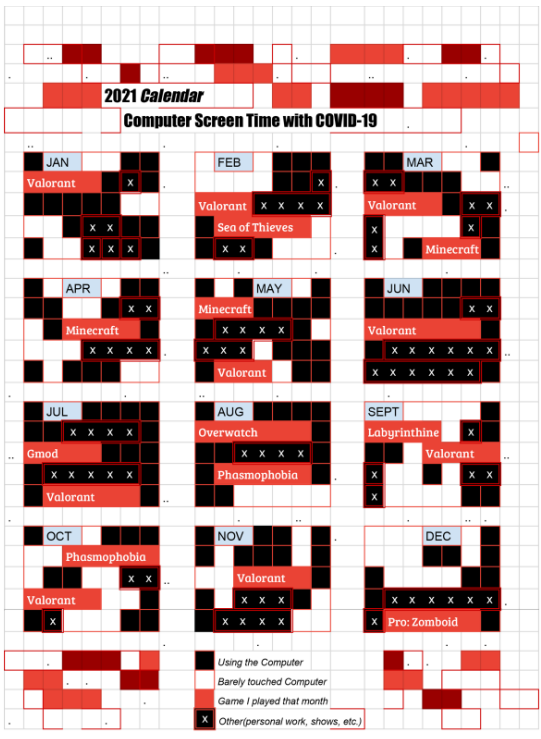 2021 Calendar
Computer Screen Time with COVID-19
JAN
FEB
MAR
Valorant
x
x
x x
Valorant
x x x x
Valorant
x x
x x
Sea of Thieves
x
x
x x x
x x
x
Minecraft
APR
MAY
JUN
x x
Minecraft
x x
Minecraft
x x x x
Valorant
x x x x
x x x
x x x x x x
Valorant
x x x x x x
JUL
AUG
SEPT
x x x x
Overwatch
Labyrinthine
x
Gmod
x x x x
Valorant
x x x x x
Phasmophobia
x
x x
Valorant
x
OCT
NOV
DEC
Phasmophobia
x x
Valorant
Valorant
x x x
x x x x x x
x
x x x x
x
Pro: Zomboid
Using the Computer
Barely touched Computer
Game I played that month
x
Other(personal work, shows, etc.)